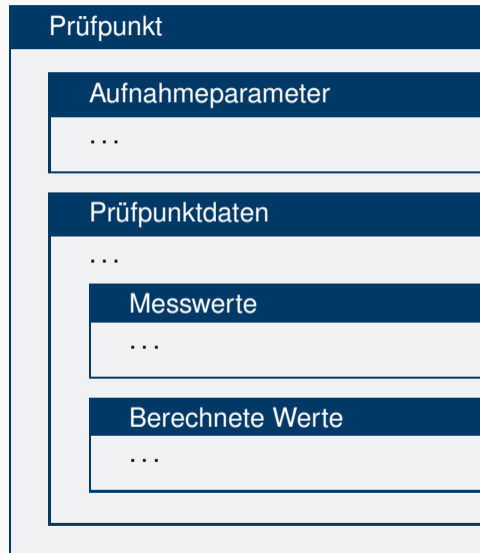 Prüfpunkt
Aufnahmeparameter
...
Prüfpunktdaten
...
Messwerte
...
Berechnete Werte
...